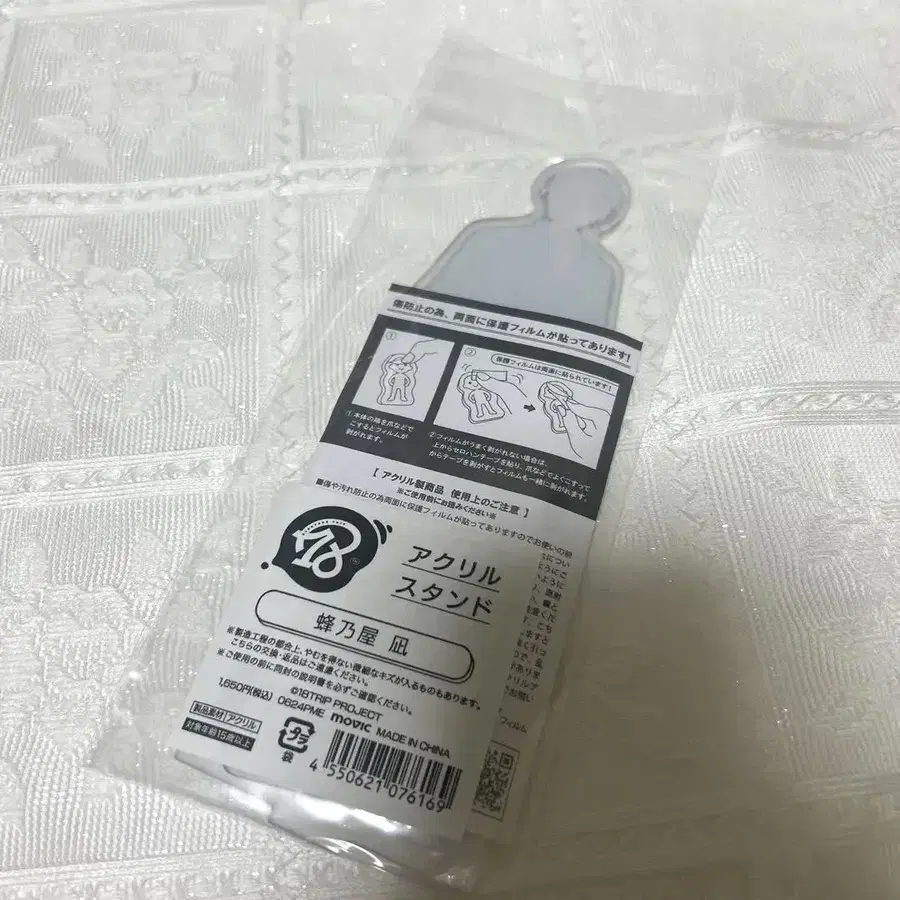 傷防止の為、両面に保護フィルムが貼ってあります!
①
① 本体の端を爪などで
こするとフィルムが
剥がれます。
②
保護フィルムは両面に貼られています!
②フィルムがうまく剥がれない場合は、
上からセロハンテープを貼り、爪などでよくこすって
からテープを剥がすとフィルムも一緒に剥がれます。
【 アクリル製商品 使用上のご注意 】
※ご使用前にお読みください※
■傷や汚れ防止の為両面に保護フィルムが貼ってありますのでお使いの前
18
アクリル
スタンド
蜂乃屋 凪
※製造工程の都合上、やむを得ない微細なキズが入るものもあります。
こちらの交換・返品はご遠慮ください。
※ご使用の前に同封の説明書を必ずご確認ください。
1,650円(税込)
©18TRIP PROJECT
0624PME movic MADE IN CHINA
製品素材 アクリル
対象年齢15歳以上
プラ
袋
4 550621 076169
フィルム